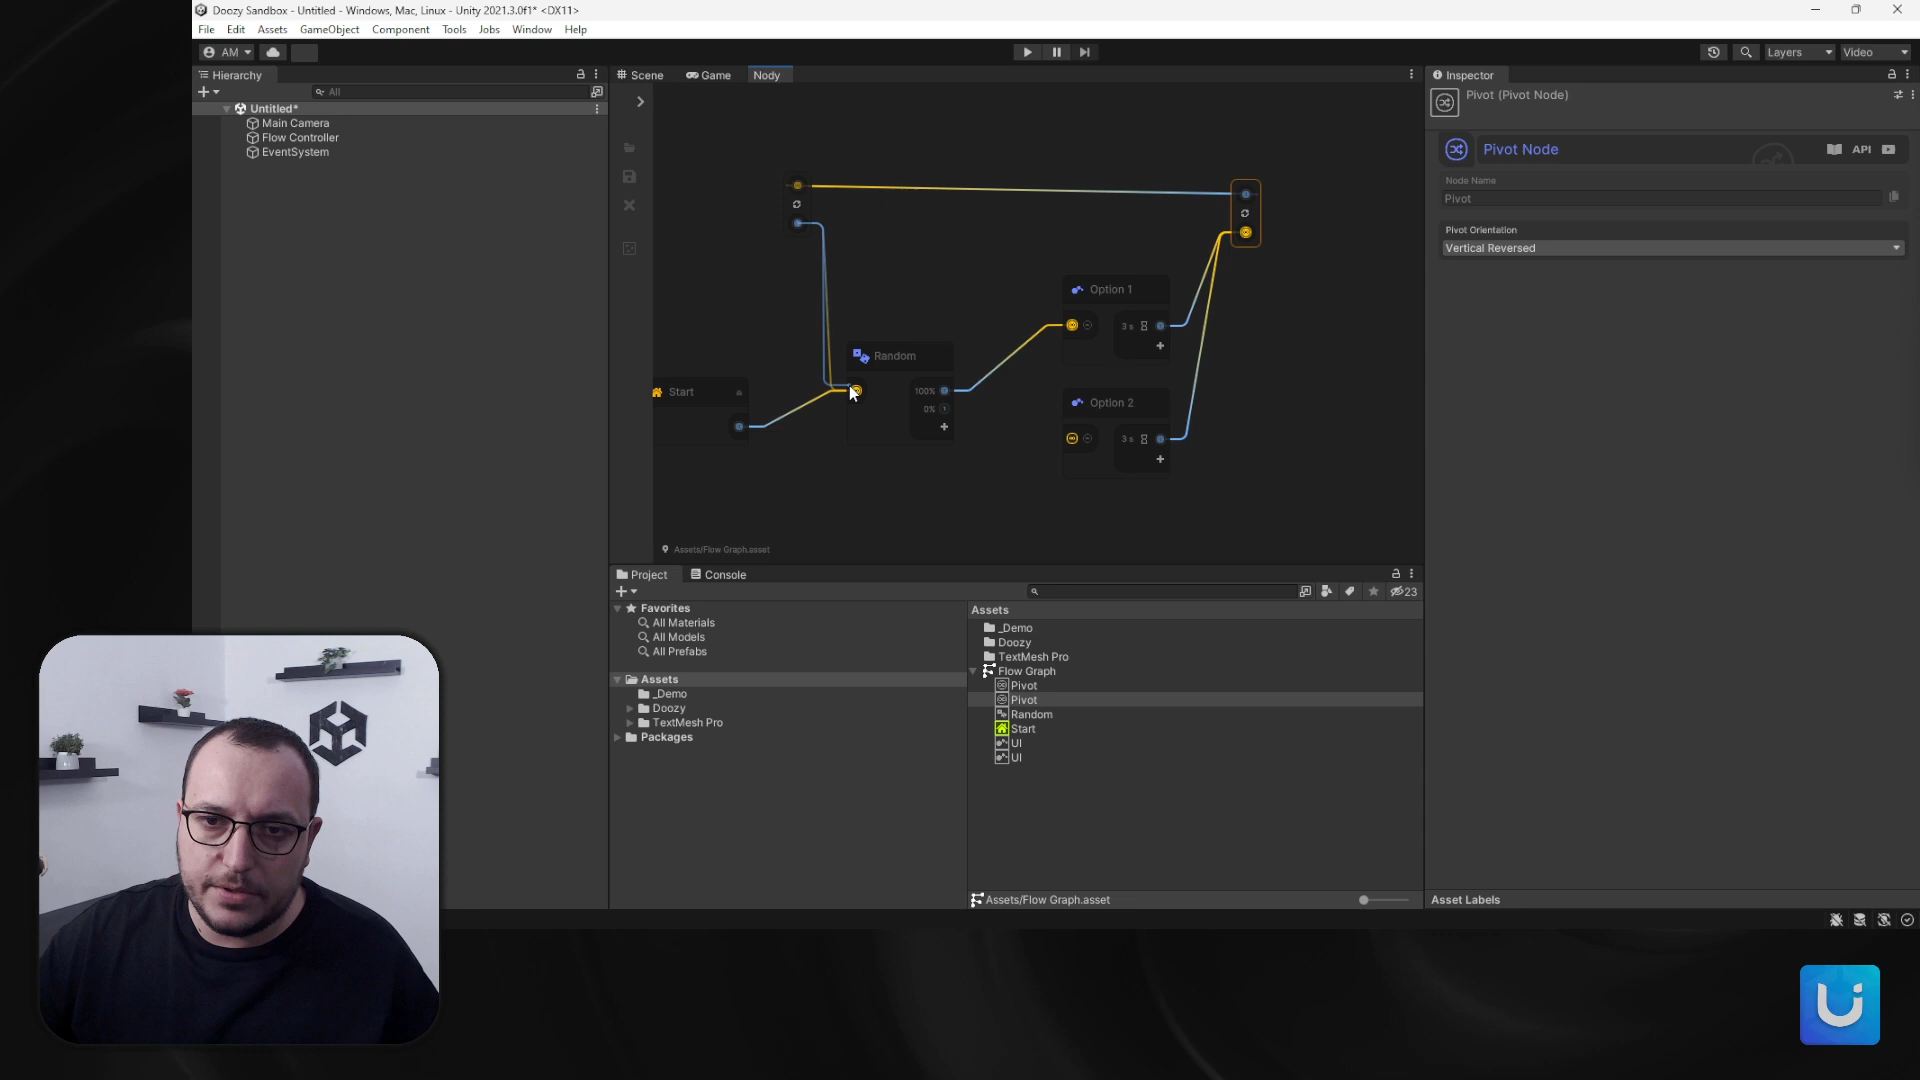 Doozy Sandbox - Untitled - Windows, Mac, Linux - Unity 2021.3.0f1* <DX11>
File Edit Assets GameObject Component Tools Jobs Window Help
AM
Layers
Video
Hierarchy
All
Untitled*
Main Camera
Flow Controller
EventSystem
Scene Game Nody
Option 1
3 s
Random
100%
0% 1
Start
Option 2
3 s
Assets/Flow Graph.asset
Inspector
Pivot (Pivot Node)
Pivot Node
API
Node Name
Pivot
Pivot Orientation
Vertical Reversed
Project Console
23
Favorites
All Materials
All Models
All Prefabs
Assets
_Demo
Doozy
TextMesh Pro
Packages
Assets
_Demo
Doozy
TextMesh Pro
Flow Graph
Pivot
Pivot
Random
Start
UI
UI
Assets/Flow Graph.asset
Asset Labels